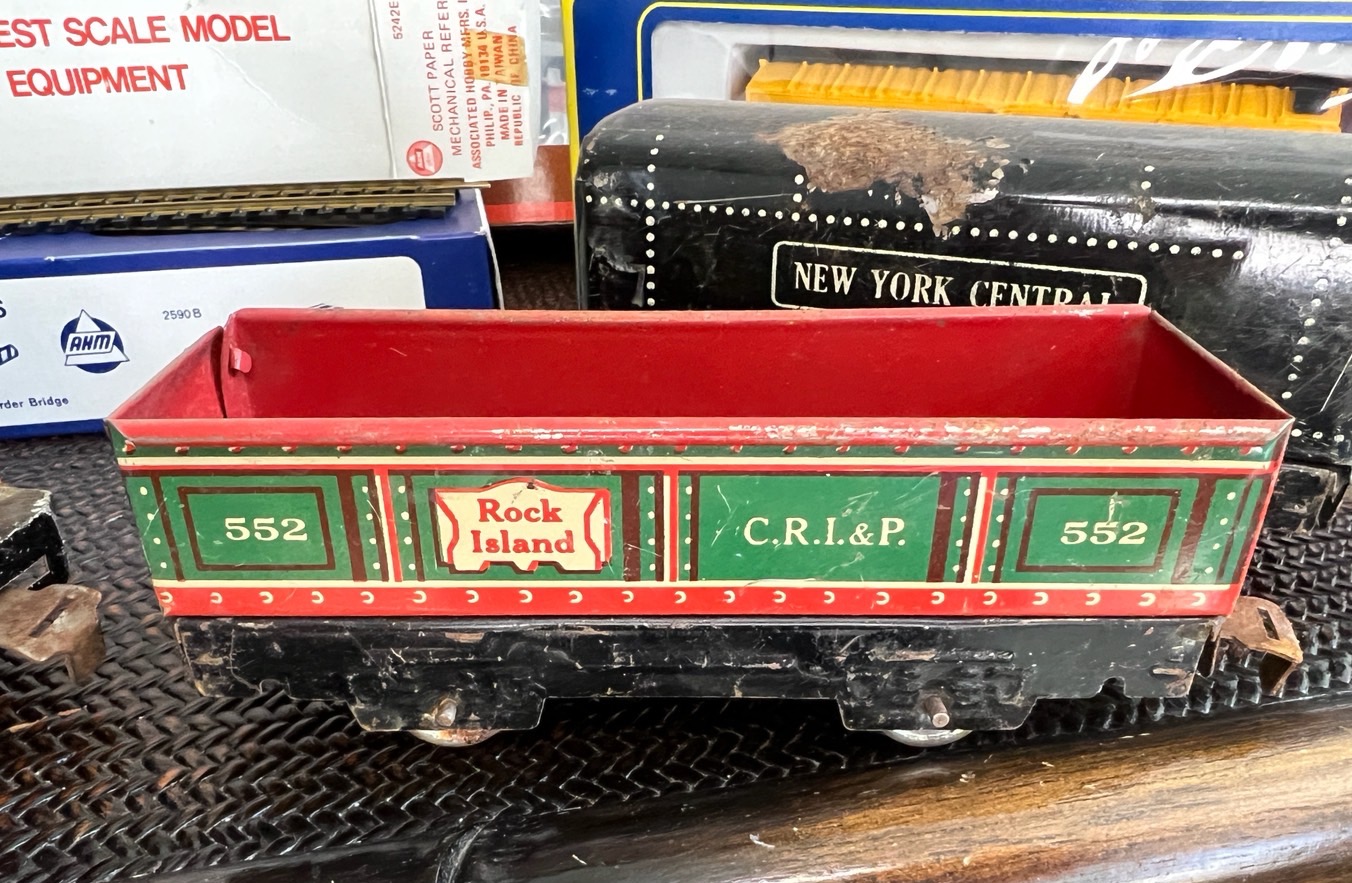 EST SCALE MODEL
EQUIPMENT
5242E
SCOTT PAPER
MECHANICAL REFER
ASSOCIATED HOBBY MFRS.
PHILIP., PA. 19134 U.S.A.
MADE IN TAIWAN
REPUBLIC OF CHINA
2590 B
AHM
rder Bridge
NEW YORK CENTRAL
552
Rock
Island
C.R.I.&P.
552